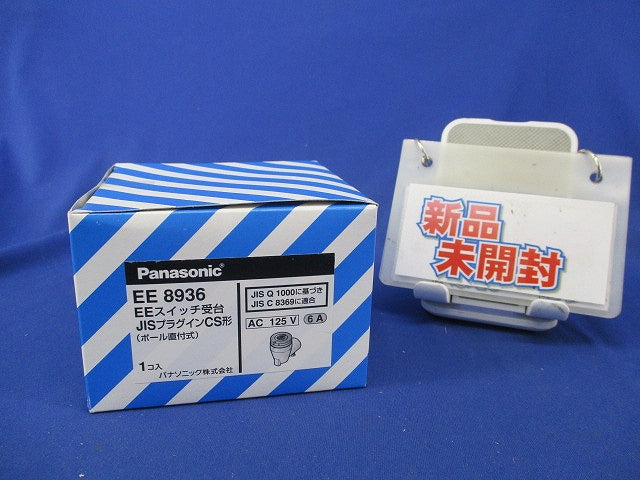 Panasonic
EE 8936
EEスイッチ受台
JISプラグインCS形
(ポール直付式)
1コ入
パナソニック株式会社
JIS Q 1000に基づき
JIS C 8369に適合
AC 125 V
6 A
新品
未開封